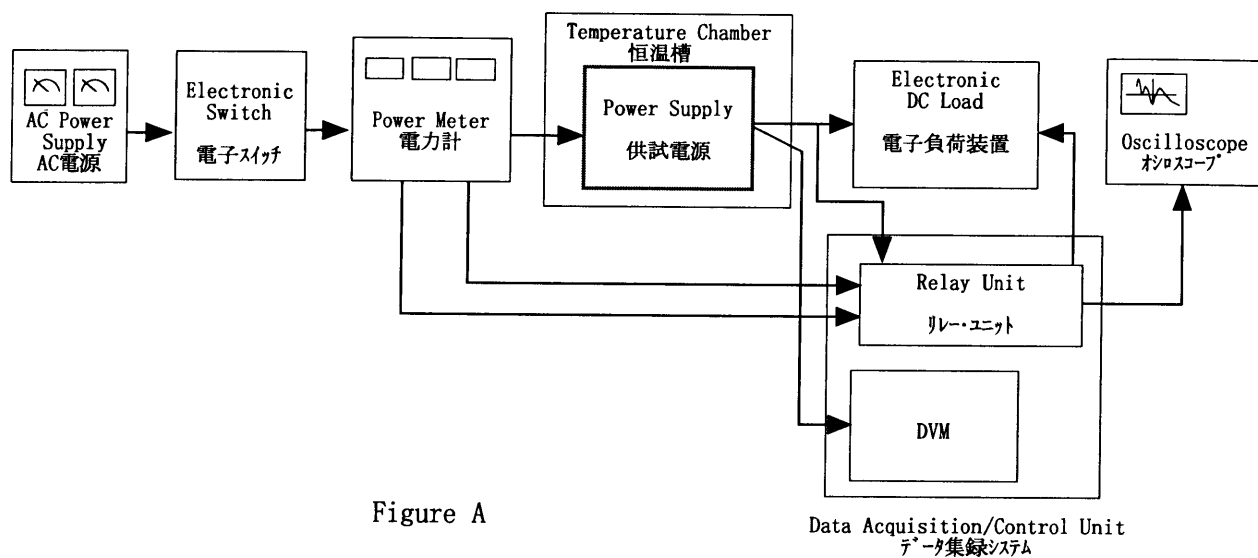 AC Power
Supply
AC電源
Electronic
Switch
電子スイッチ
Power Meter
電力計
Temperature Chamber
恒温槽
Power Supply
供試電源
Electronic
DC Load
電子負荷装置
Oscilloscope
オシロスコープ
Relay Unit
リレー・ユニット
DVM
Data Acquisition/Control Unit
データ集録システム
Figure A